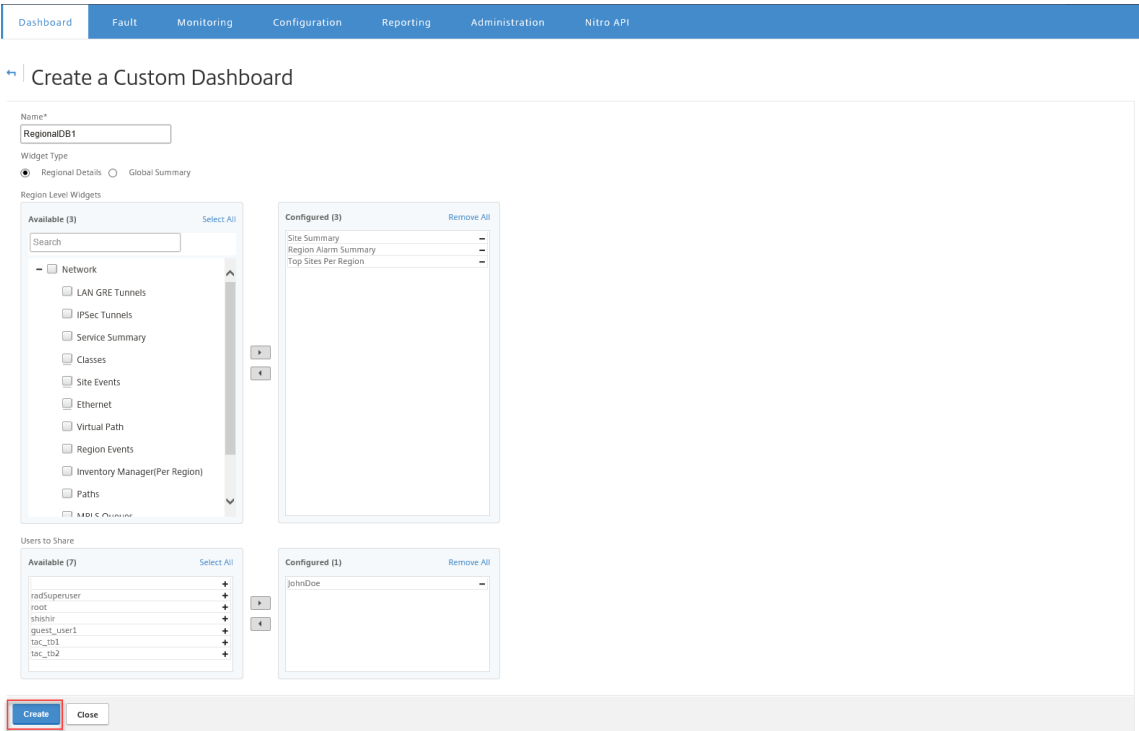 Dashboard Fault Monitoring Configuration Reporting Administration Nitro API
Create a Custom Dashboard
Name*
RegionalDB1
Widget Type
Regional Details Global Summary
Region Level Widgets
Available (3) Select All
Search
Network
LAN GRE Tunnels
IPSec Tunnels
Service Summary
Classes
Site Events
Ethernet
Virtual Path
Region Events
Inventory Manager(Per Region)
Paths
MPLS Queues
Configured (3) Remove All
Site Summary
Region Alarm Summary
Top Sites Per Region
Users to Share
Available (7) Select All
radSuperuser
root
shishir
guest_user1
tac_tb1
tac_tb2
Configured (1) Remove All
JohnDoe
Create Close